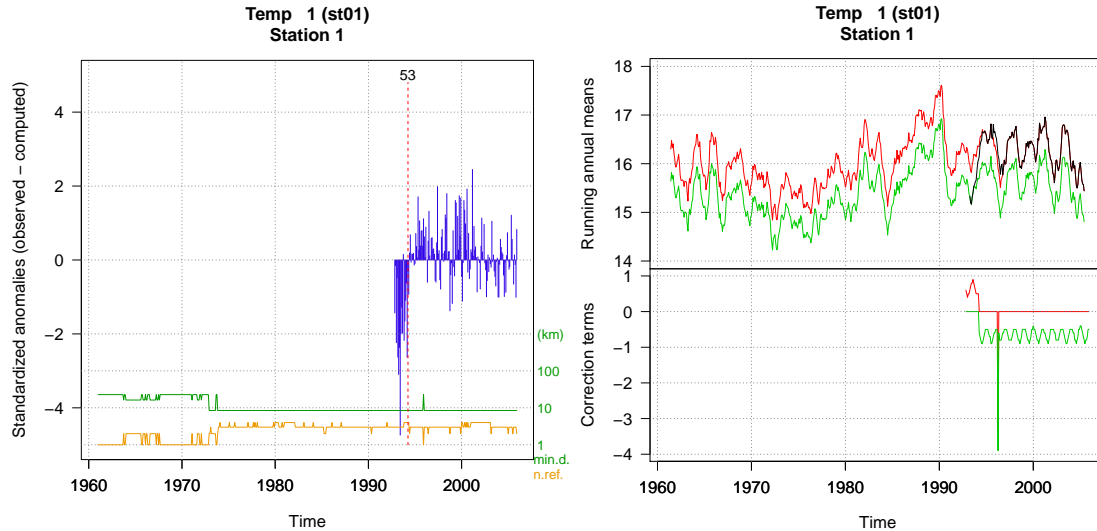 Temp 1 (st01)
Station 1
Standardized anomalies (observed − computed)
53
4
2
0
−2
−4
(km)
100
10
1
min.d.
n.ref.
1960 1970 1980 1990 2000
Time
Temp 1 (st01)
Station 1
Running annual means
18
17
16
15
14
Correction terms
1
0
−1
−2
−3
−4
1960 1970 1980 1990 2000
Time